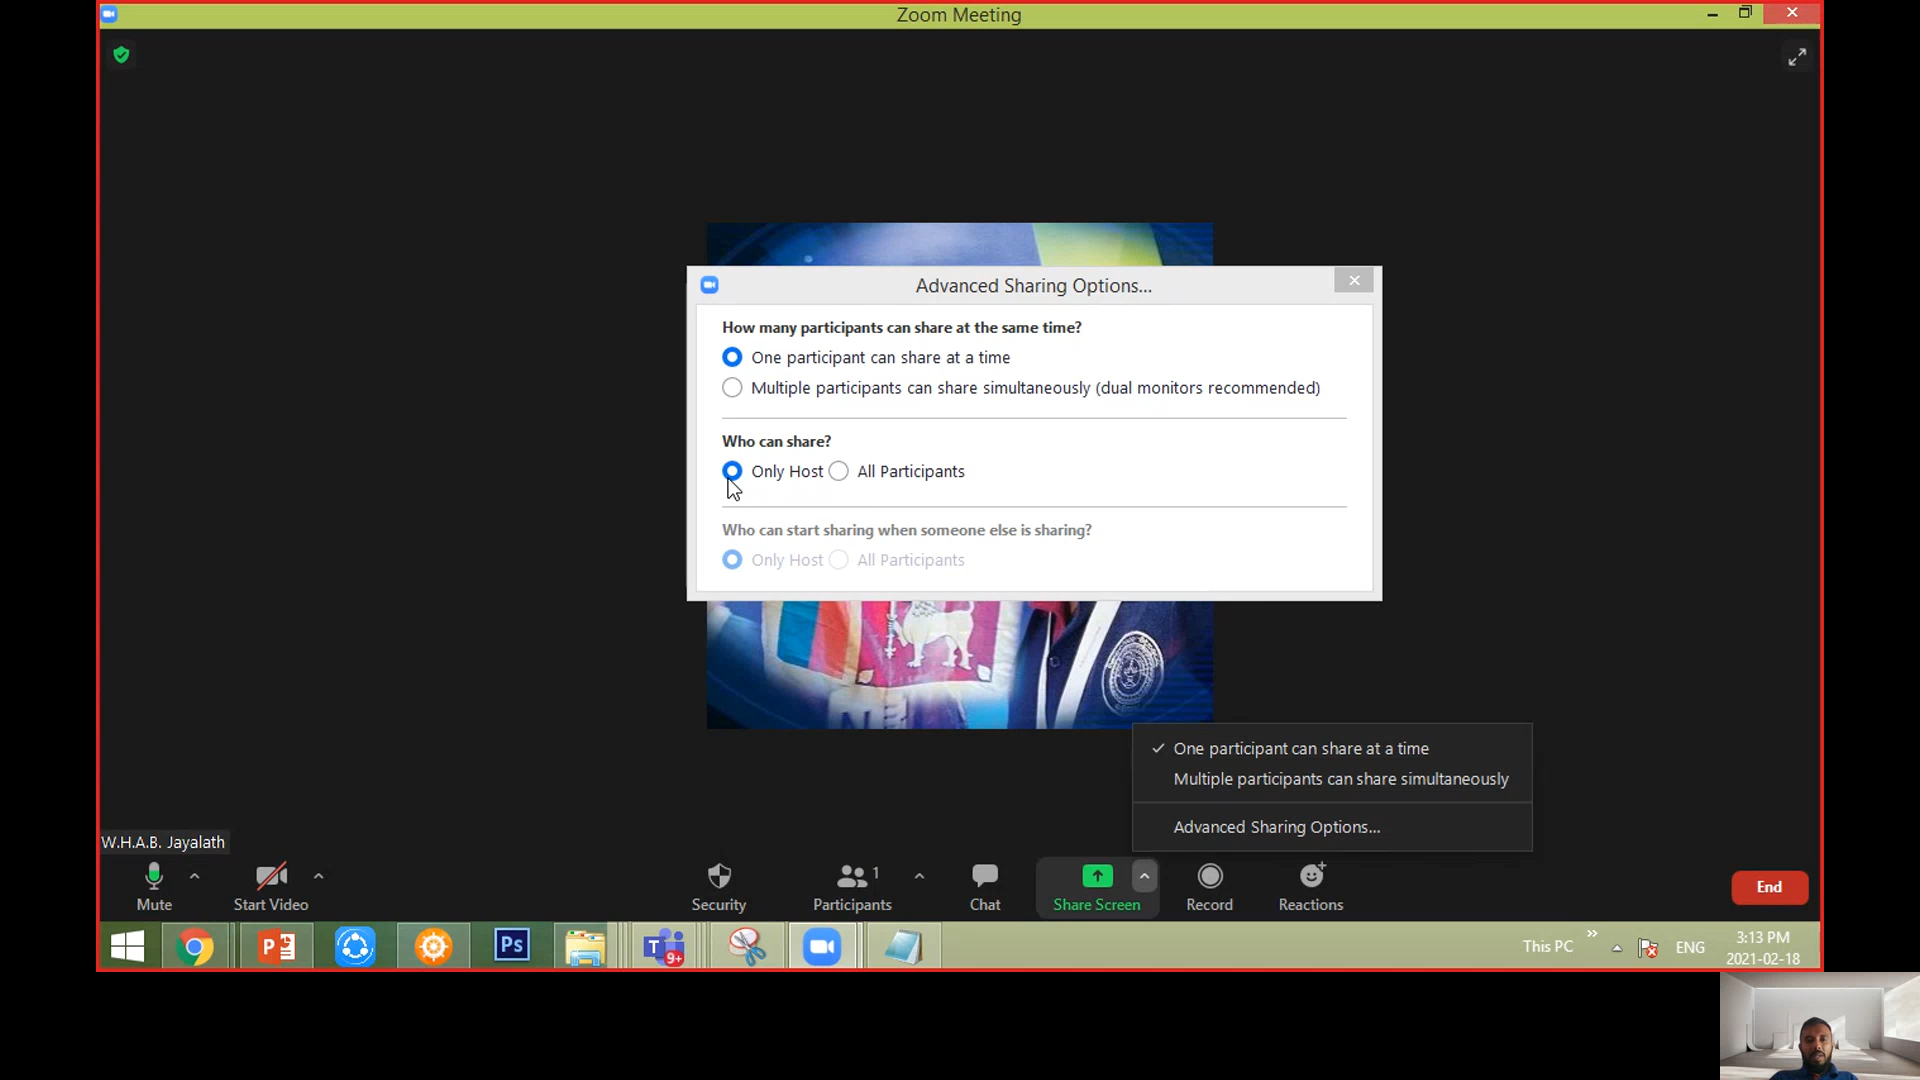 Zoom Meeting
Advanced Sharing Options...
How many participants can share at the same time?
One participant can share at a time
Multiple participants can share simultaneously (dual monitors recommended)
Who can share?
Only Host All Participants
Who can start sharing when someone else is sharing?
Only Host All Participants
One participant can share at a time
Multiple participants can share simultaneously
Advanced Sharing Options...
W.H.A.B. Jayalath
1
Mute Start Video Security Participants Chat Share Screen Record Reactions End
Ps 9+ This PC ENG 3:13 PM
2021-02-18